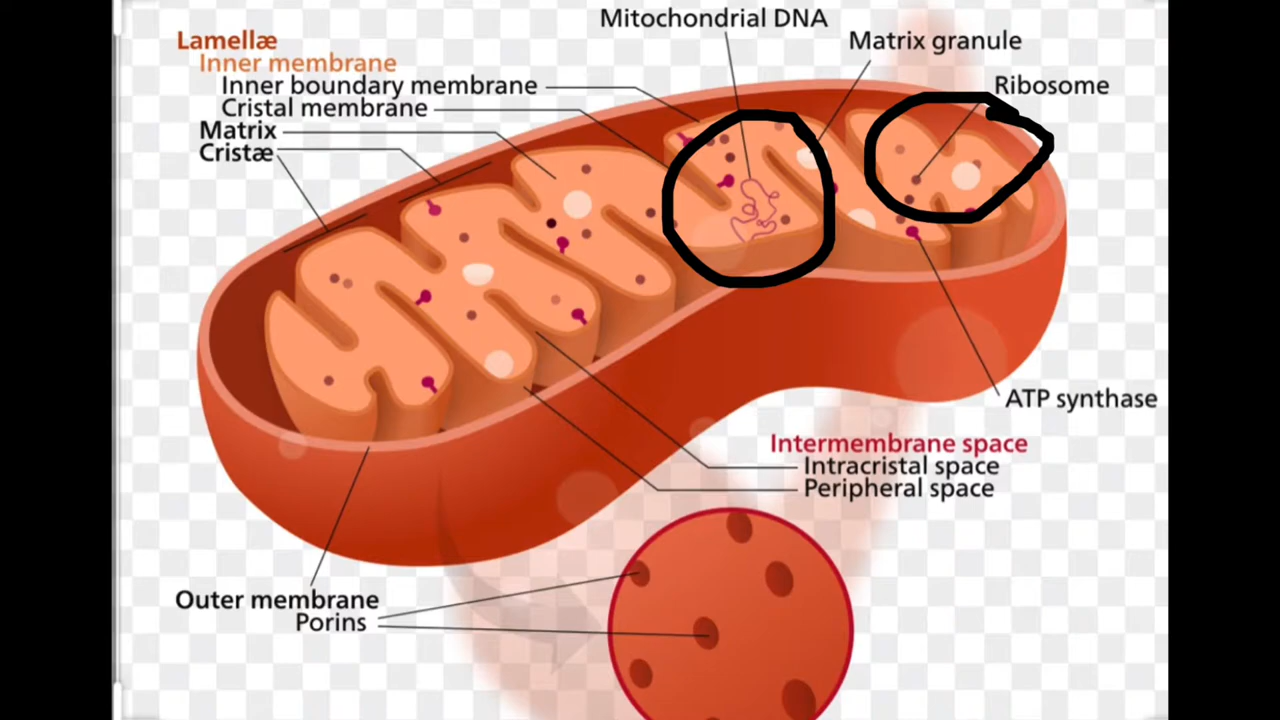 Mitochondrial DNA
Lamellæ
Inner membrane
Inner boundary membrane
Cristal membrane
Matrix
Cristæ
Matrix granule
Ribosome
ATP synthase
Intermembrane space
Intracristal space
Peripheral space
Outer membrane
Porins